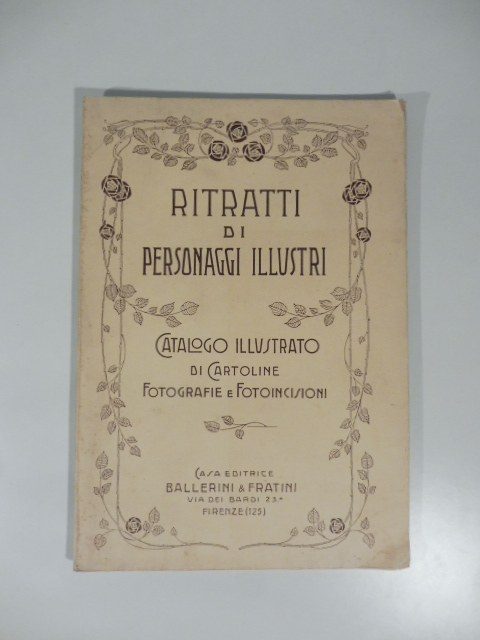 RITRATTI
DI
PERSONAGGI ILLUSTRI
CATALOGO ILLUSTRATO
DI CARTOLINE
FOTOGRAFIE E FOTOINCISIONI
CASA EDITRICE
BALLERINI & FRATINI
VIA DEI BARDI 23.A
FIRENZE (125)